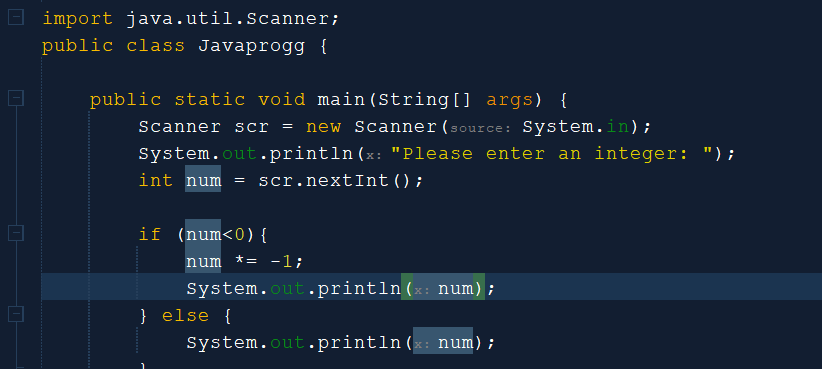 import java.util.Scanner;
public class Javaprogg {
public static void main(String[] args) {
Scanner scr = new Scanner( source: System.in);
System.out.println( x: "Please enter an integer: ");
int num = scr.nextInt();
if (num<0){
num *= -1;
System.out.println( x: num);
} else {
System.out.println( x: num);
}